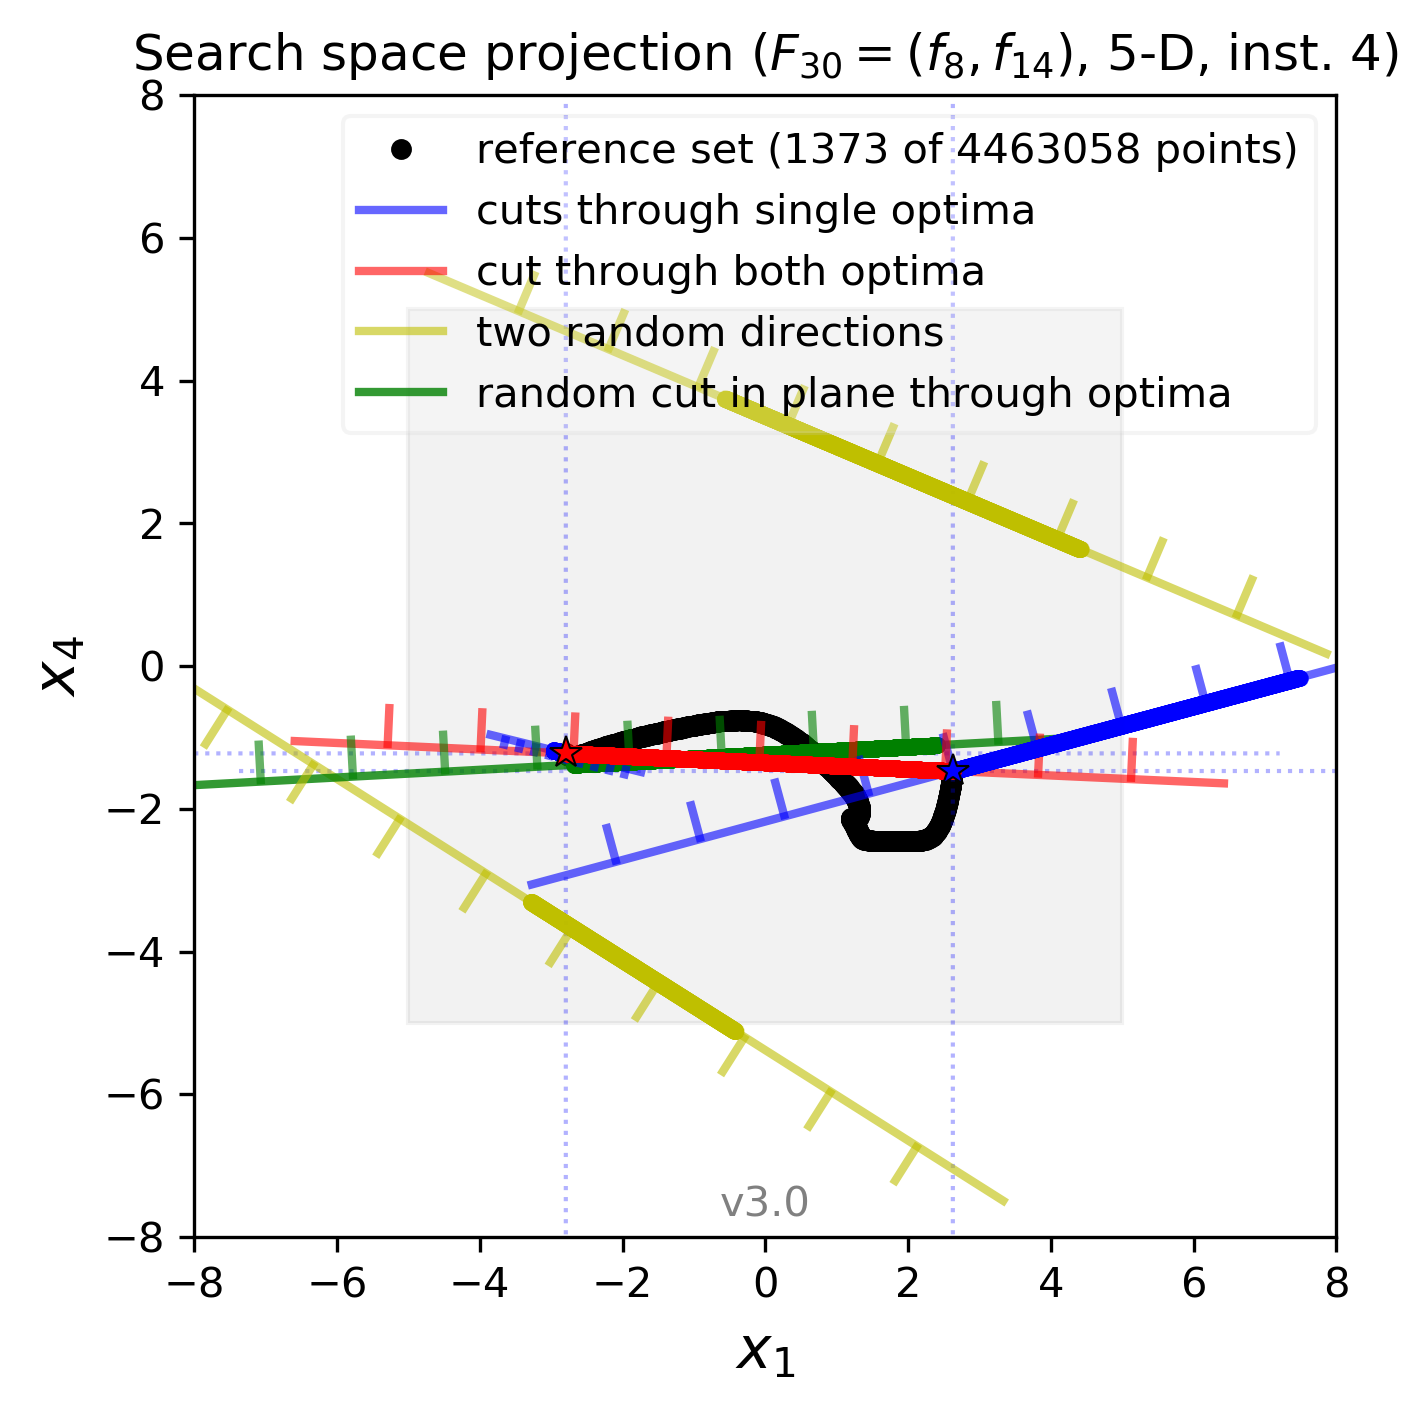 Search space projection (F₃₀ = (f₈, f₁₄), 5-D, inst. 4)
reference set (1373 of 4463058 points)
cuts through single optima
cut through both optima
two random directions
random cut in plane through optima
8
6
4
2
0
−2
−4
−6
−8
x₄
v3.0
−8 −6 −4 −2 0 2 4 6 8
x₁